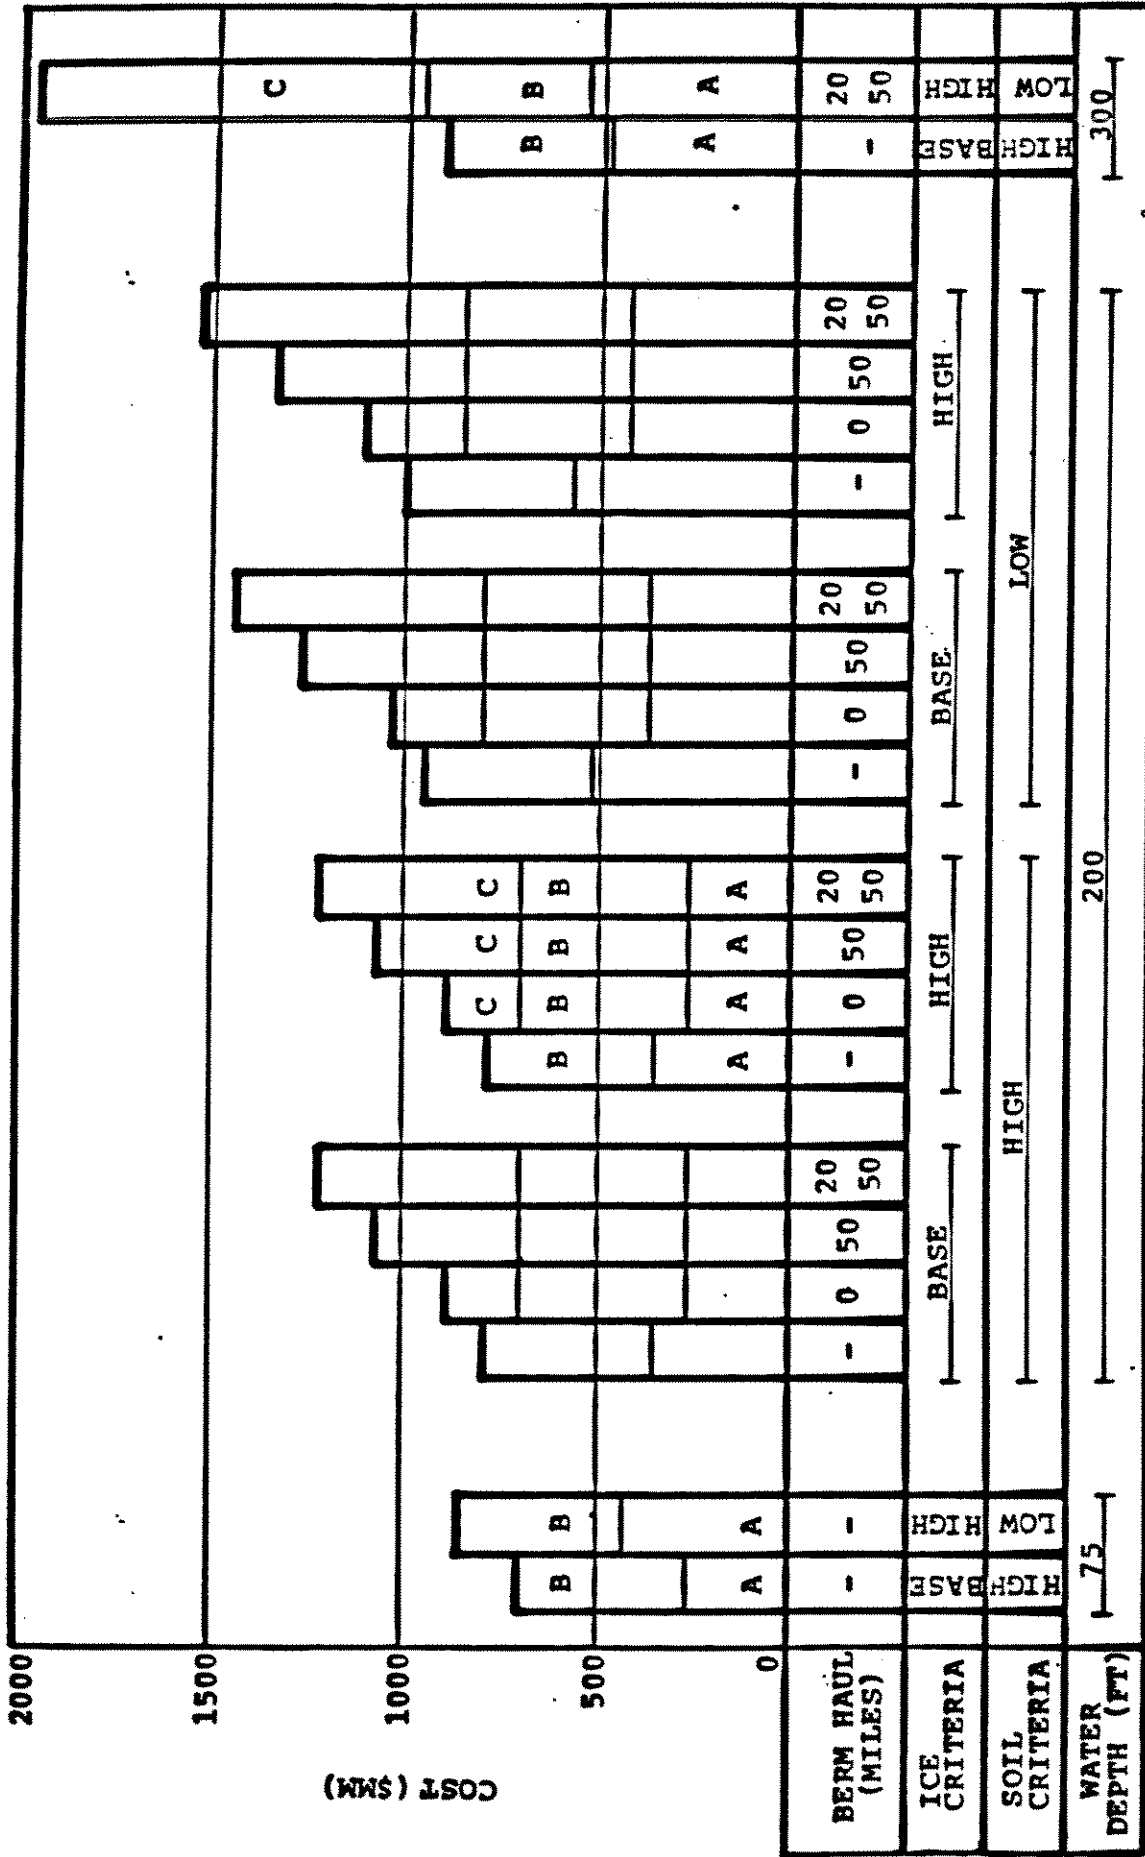 COST ($MM)
2000
1500
1000
500
0
B B C C C B C
B B B B B B
A A A A A A A A
BERM HAUL (MILES) - - - 0 50 20 50 - 0 50 20 50 - 0 50 20 50 - 0 50 20 50 - 20 50
ICE CRITERIA BASE HIGH BASE HIGH BASE HIGH BASE HIGH
SOIL CRITERIA HIGH LOW HIGH LOW HIGH LOW
WATER DEPTH (FT) 75 200 300